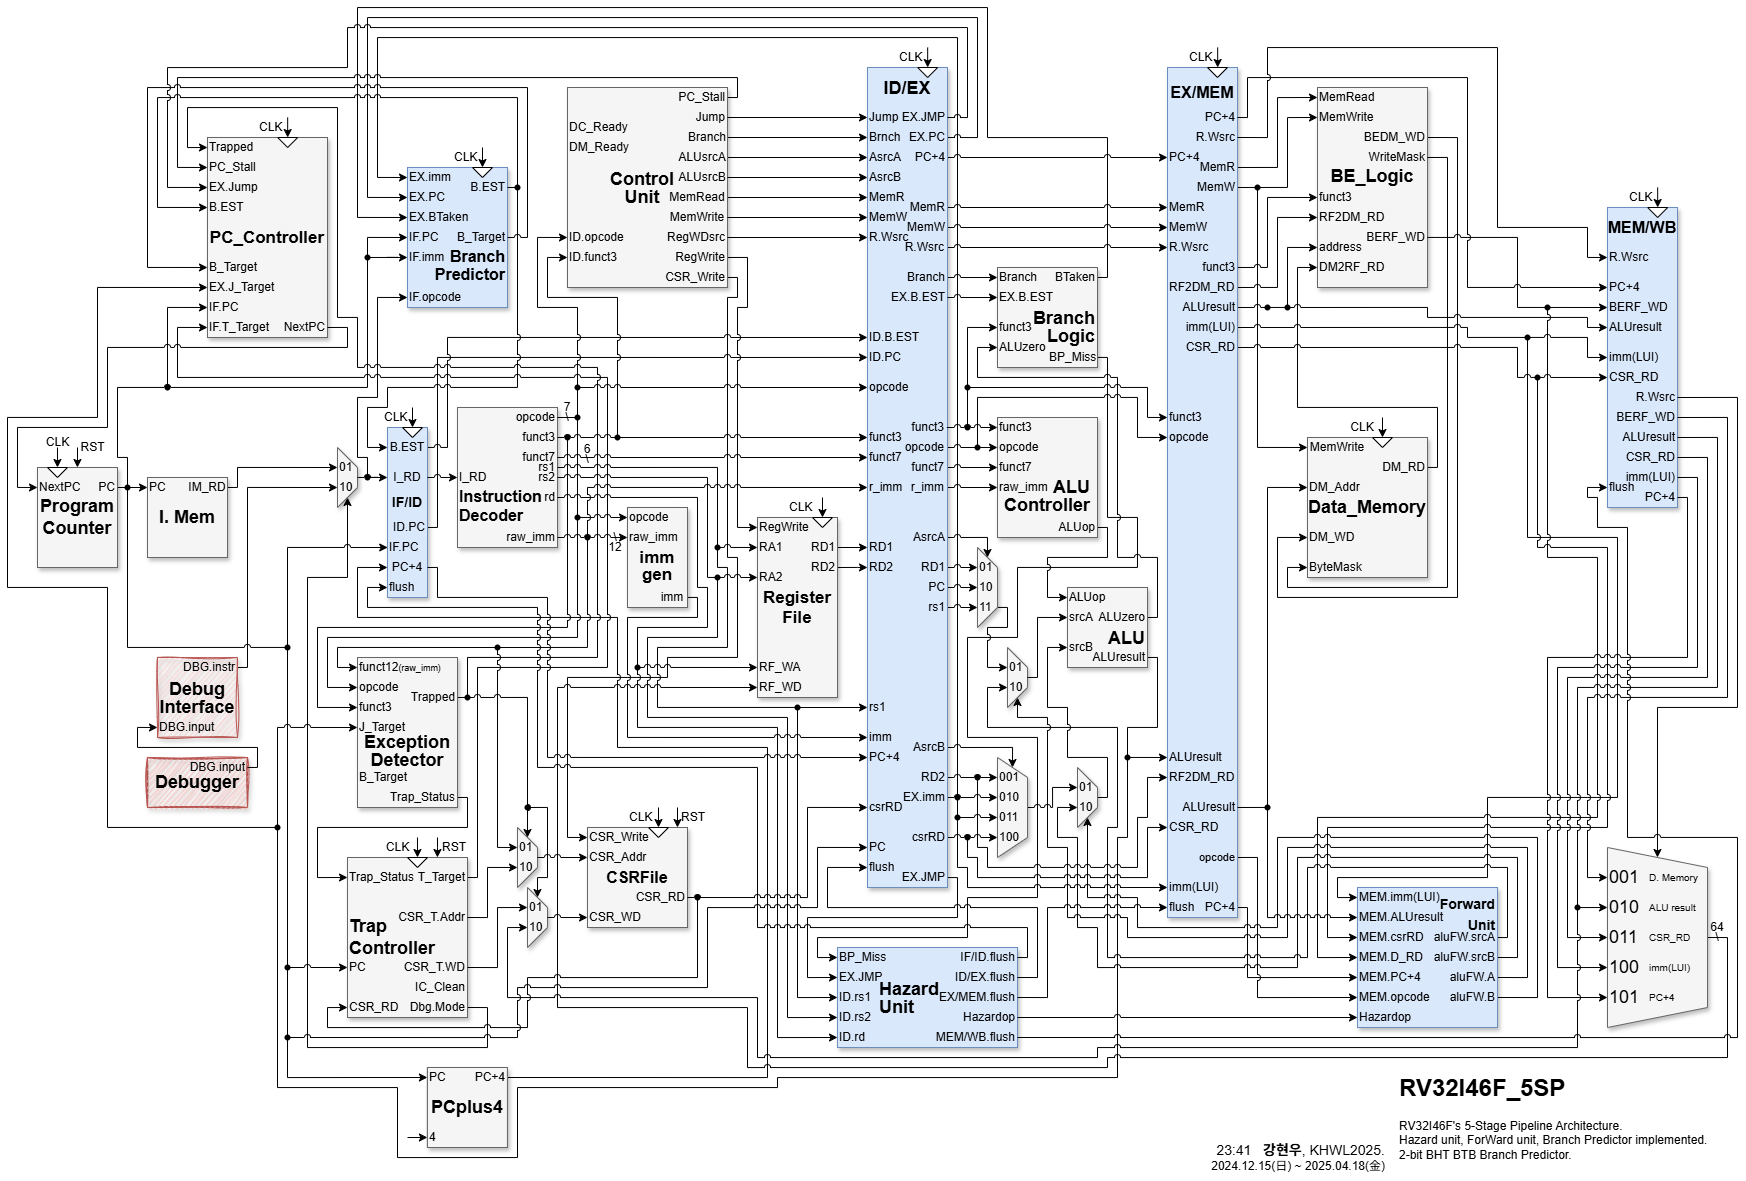 CLK
Trapped
PC_Stall
EX.Jump
B.EST
PC_Controller
B_Target
EX.J_Target
IF.PC
IF.T_Target NextPC
CLK
EX.imm
B.EST
EX.PC
EX.BTaken
IF.PC B_Target
IF.imm Branch
Predictor
IF.opcode
PC_Stall
Jump
DC_Ready
Branch
DM_Ready
ALUsrcA
Control
Unit
ALUsrcB
MemRead
MemWrite
ID.opcode RegWDsrc
ID.funct3 RegWrite
CSR_Write
CLK
ID/EX
Jump EX.JMP
Brnch EX.PC
AsrcA PC+4
AsrcB
MemR MemR
MemW MemW
R.Wsrc R.Wsrc
Branch
EX.B.EST
ID.B.EST
ID.PC
opcode
funct3 funct3
opcode
funct7 funct7
r_imm r_imm
AsrcA
RD1 RD1
RD2 PC
rs1
rs1
imm AsrcB
PC+4
RD2
EX.imm
csrRD
csrRD
PC
flush
EX.JMP
Branch BTaken
EX.B.EST
Branch
Logic
funct3
ALUzero
BP_Miss
funct3
opcode
funct7
raw_imm ALU
Controller
ALUop
CLK
EX/MEM
PC+4
R.Wsrc
PC+4
MemR
MemW
MemR
MemW
R.Wsrc
funct3
RF2DM_RD
ALUresult
imm(LUI)
CSR_RD
funct3
opcode
ALUresult
RF2DM_RD
ALUresult
CSR_RD
opcode
imm(LUI)
flush PC+4
MemRead
MemWrite
BEDM_WD
WriteMask
BE_Logic
funct3
RF2DM_RD
BERF_WD
address
DM2RF_RD
CLK
MEM/WB
R.Wsrc
PC+4
BERF_WD
ALUresult
imm(LUI)
CSR_RD
R.Wsrc
BERF_WD
ALUresult
CSR_RD
imm(LUI)
flush
PC+4
CLK
MemWrite
DM_RD
DM_Addr
Data_Memory
DM_WD
ByteMask
CLK RST
NextPC PC
Program
Counter
PC IM_RD
I. Mem
01
10
CLK
B.EST
I_RD
IF/ID
ID.PC
IF.PC
PC+4
flush
opcode 7
funct3
funct7 6
rs1
I_RD rs2
Instruction
Decoder
rd
raw_imm
12
opcode
raw_imm
imm
gen
imm
CLK
RegWrite
RA1 RD1
RD2
RA2
Register
File
RF_WA
RF_WD
01
10
11
ALUop
srcA ALUzero
ALU
srcB ALUresult
01
10
001
010
011
100
01
10
DBG.instr
Debug
Interface
DBG.input
DBG.input
Debugger
funct12(raw_imm)
opcode
Trapped
funct3
J_Target
Exception
Detector
B_Target
Trap_Status
CLK RST
Trap_Status T_Target
CSR_T.Addr
Trap
Controller
PC CSR_T.WD
IC_Clean
CSR_RD Dbg.Mode
01
10
01
10
CLK RST
CSR_Write
CSR_Addr
CSRFile
CSR_RD
CSR_WD
BP_Miss IF/ID.flush
EX.JMP ID/EX.flush
Hazard
Unit
ID.rs1 EX/MEM.flush
ID.rs2 Hazardop
ID.rd MEM/WB.flush
MEM.imm(LUI) Forward
Unit
MEM.ALUresult
MEM.csrRD aluFW.srcA
MEM.D_RD aluFW.srcB
MEM.PC+4 aluFW.A
MEM.opcode aluFW.B
Hazardop
001 D. Memory
010 ALU result
64
011 CSR_RD
100 imm(LUI)
101 PC+4
PC PC+4
PCplus4
4
RV32I46F_5SP
RV32I46F's 5-Stage Pipeline Architecture.
Hazard unit, ForWard unit, Branch Predictor implemented.
2-bit BHT BTB Branch Predictor.
23:41 강현우, KHWL2025.
2024.12.15(日) ~ 2025.04.18(金)